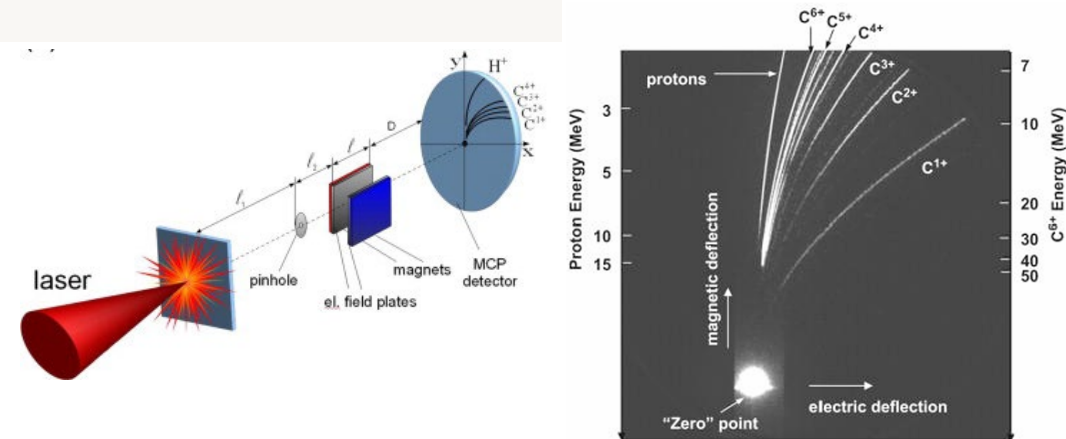 y
H⁺
C⁴⁺
C³⁺
C²⁺
C¹⁺
x
D
ℓ
ℓ₂
ℓ₁
pinhole
laser
magnets
MCP
detector
el. field plates
C⁶⁺
C⁵⁺
C⁴⁺
C³⁺
C²⁺
C¹⁺
protons
Proton Energy (MeV)
3
5
10
15
7
10
20
30
40
50
C⁶⁺ Energy (MeV)
magnetic deflection
electric deflection
“Zero” point